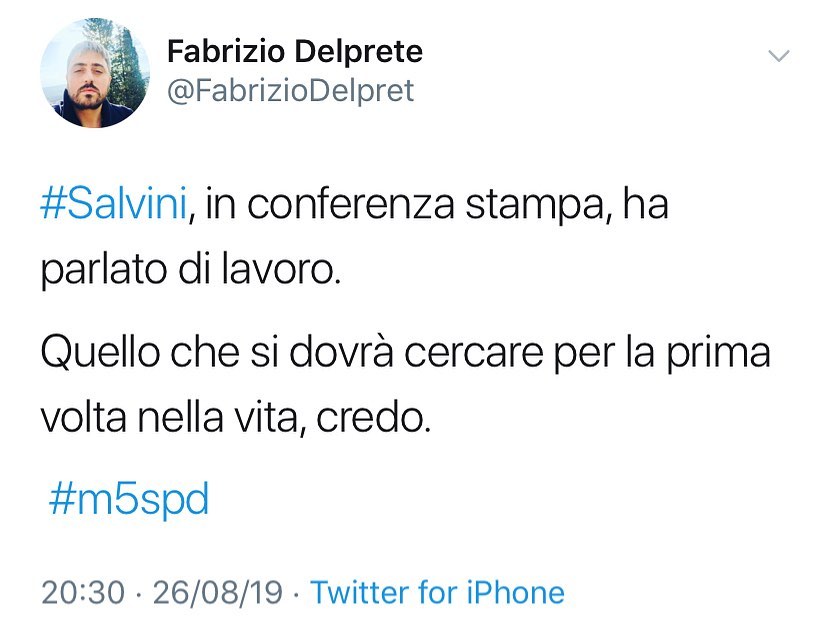 Fabrizio Delprete
@FabrizioDelpret
#Salvini, in conferenza stampa, ha
parlato di lavoro.
Quello che si dovrà cercare per la prima
volta nella vita, credo.
#m5spd
20:30 · 26/08/19 · Twitter for iPhone